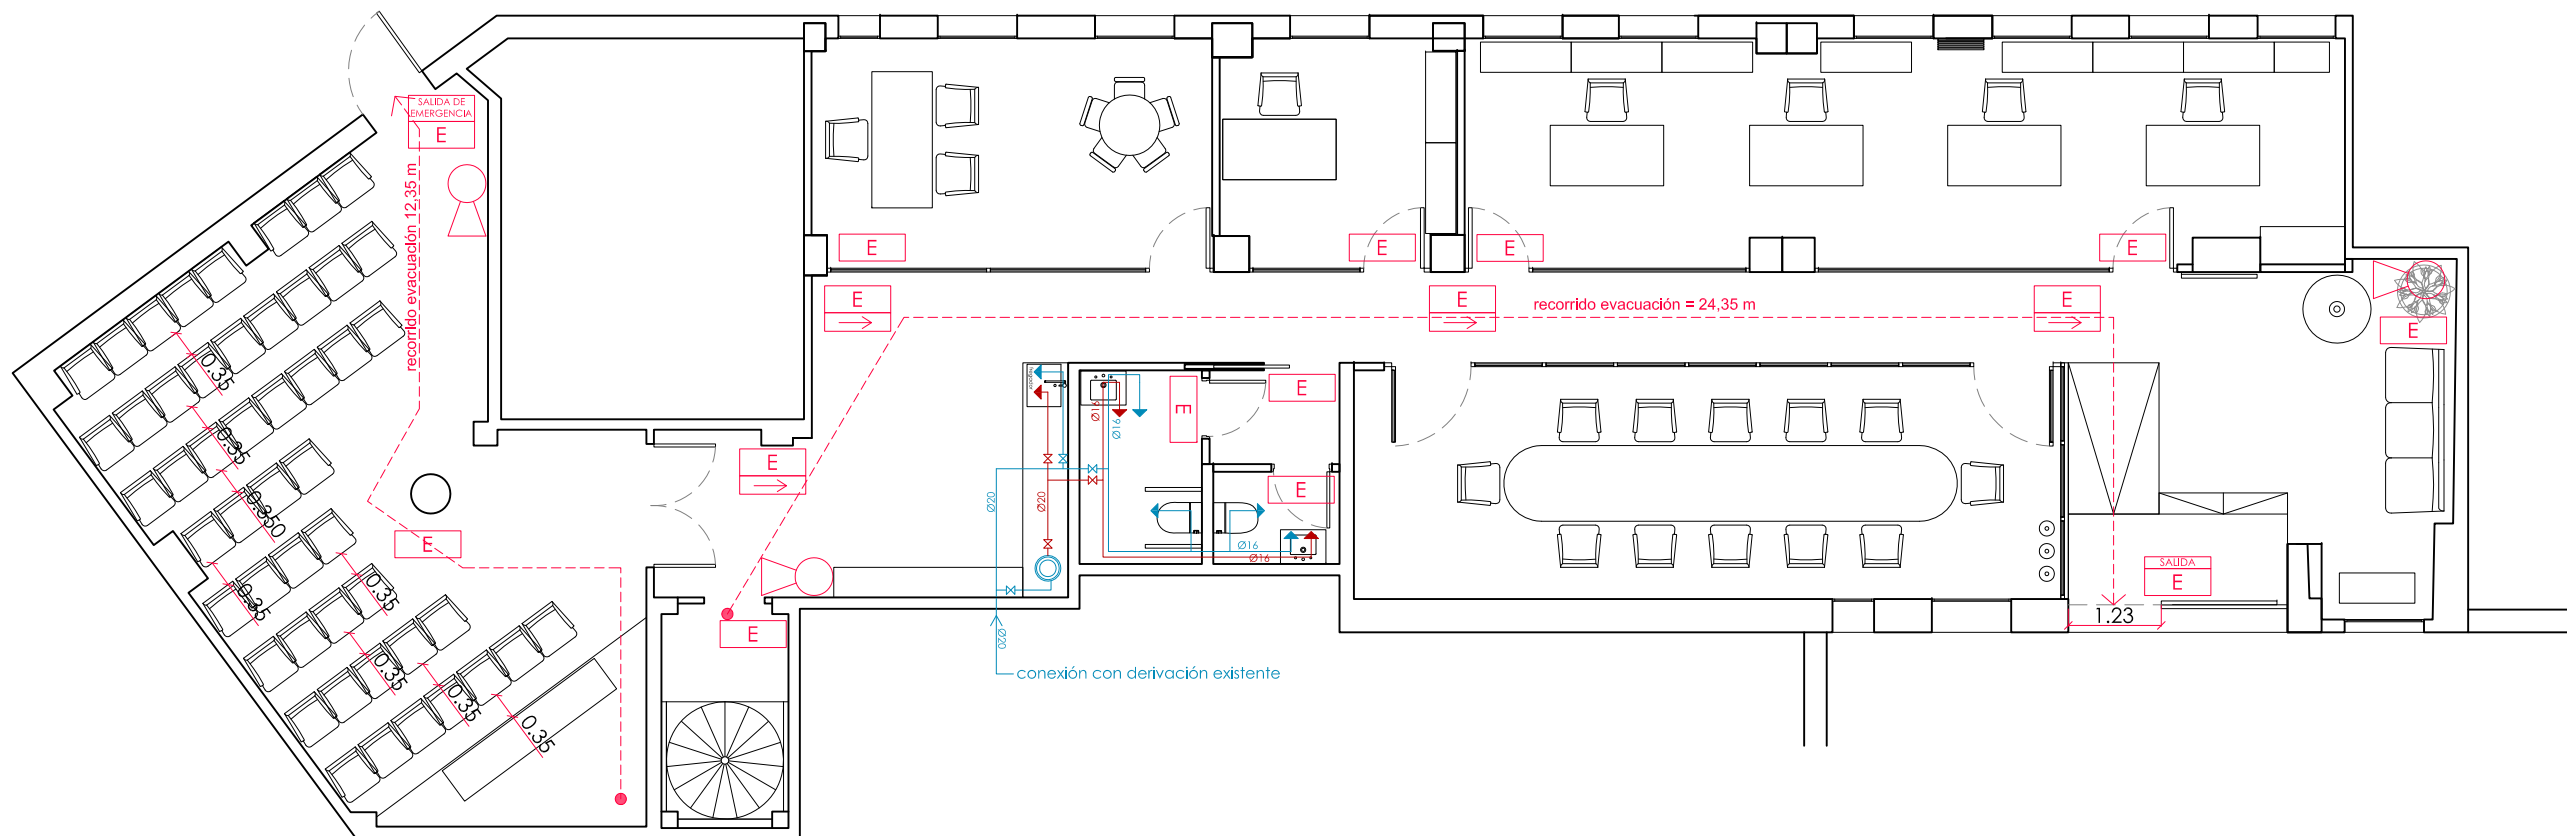 SALIDA DE
EMERGENCIA
E
recorrido evacuación 12,35 m
E
E
E
E
E
E
E
recorrido evacuación = 24,35 m
E
E
0.35
0.35
0.350
0.35
0.35
0.35
0.35
0.35
E
E
E
E
E
E
Ø16
Ø16
Ø20
Ø20
Ø16
Ø16
Ø20
conexión con derivación existente
SALIDA
E
1.23